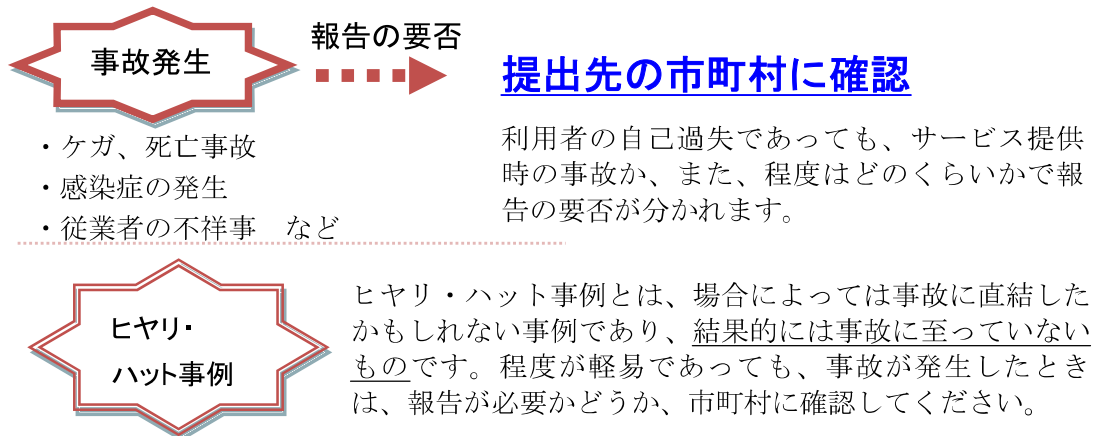 事故発生
報告の要否
提出先の市町村に確認
・ケガ、死亡事故
・感染症の発生
・従業者の不祥事　など
利用者の自己過失であっても、サービス提供
時の事故か、また、程度はどのくらいかで報
告の要否が分かれます。
ヒヤリ・
ハット事例
ヒヤリ・ハット事例とは、場合によっては事故に直結した
かもしれない事例であり、結果的には事故に至っていない
ものです。程度が軽易であっても、事故が発生したとき
は、報告が必要かどうか、市町村に確認してください。